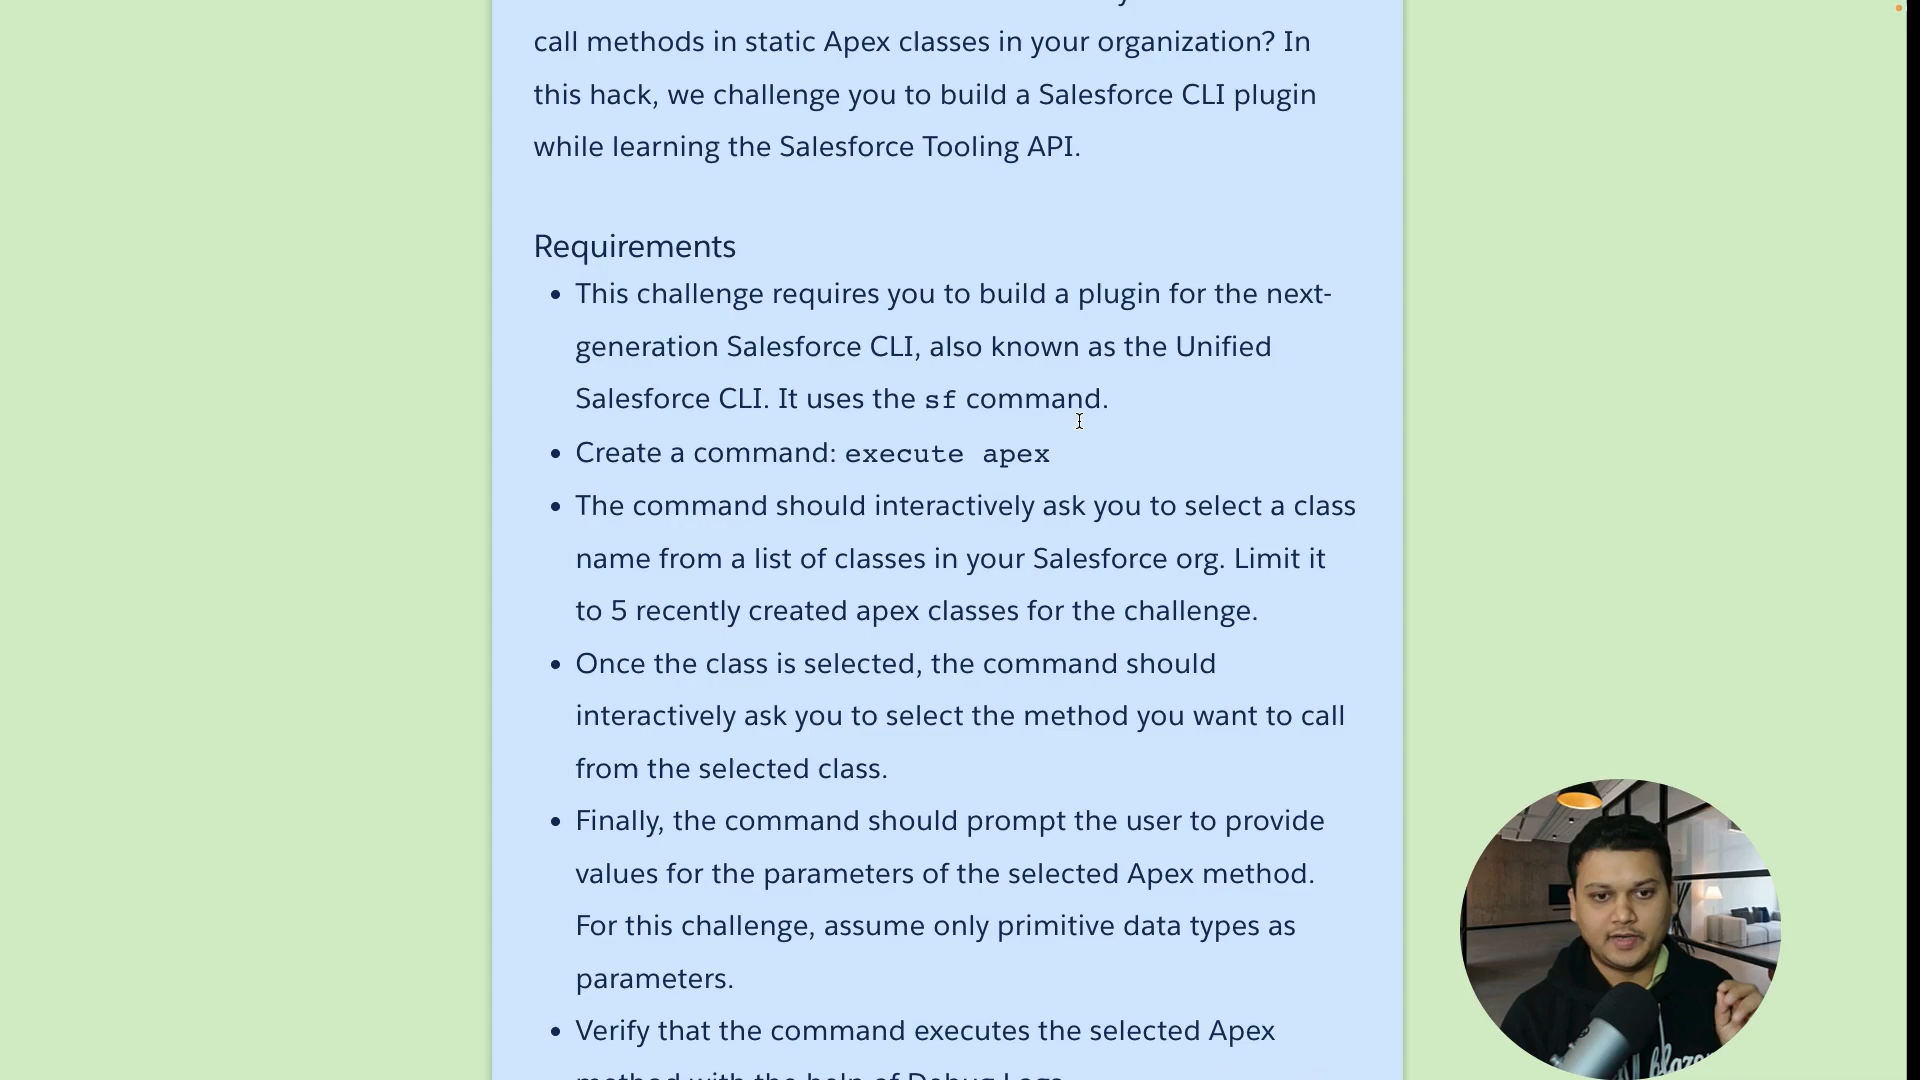 call methods in static Apex classes in your organization? In
this hack, we challenge you to build a Salesforce CLI plugin
while learning the Salesforce Tooling API.
Requirements
• This challenge requires you to build a plugin for the next-
generation Salesforce CLI, also known as the Unified
Salesforce CLI. It uses the sf command.
• Create a command: execute apex
• The command should interactively ask you to select a class
name from a list of classes in your Salesforce org. Limit it
to 5 recently created apex classes for the challenge.
• Once the class is selected, the command should
interactively ask you to select the method you want to call
from the selected class.
• Finally, the command should prompt the user to provide
values for the parameters of the selected Apex method.
For this challenge, assume only primitive data types as
parameters.
• Verify that the command executes the selected Apex
method with the help of Debug Logs